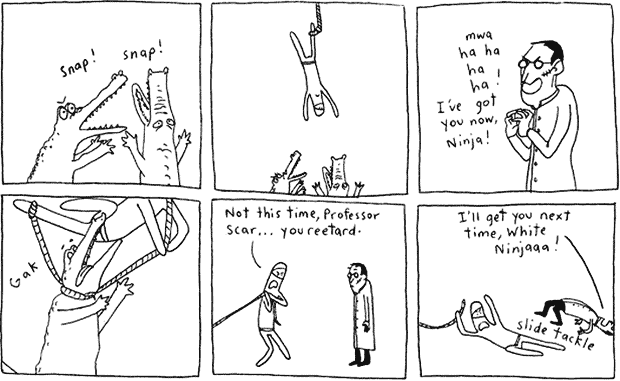 snap!
snap!
mwa
ha ha
ha
ha!
I've got
you now,
Ninja!
Gak
Not this time, Professor
Scar... you reetard.
I'll get you next
time, White
Ninjaaa!
slide tackle